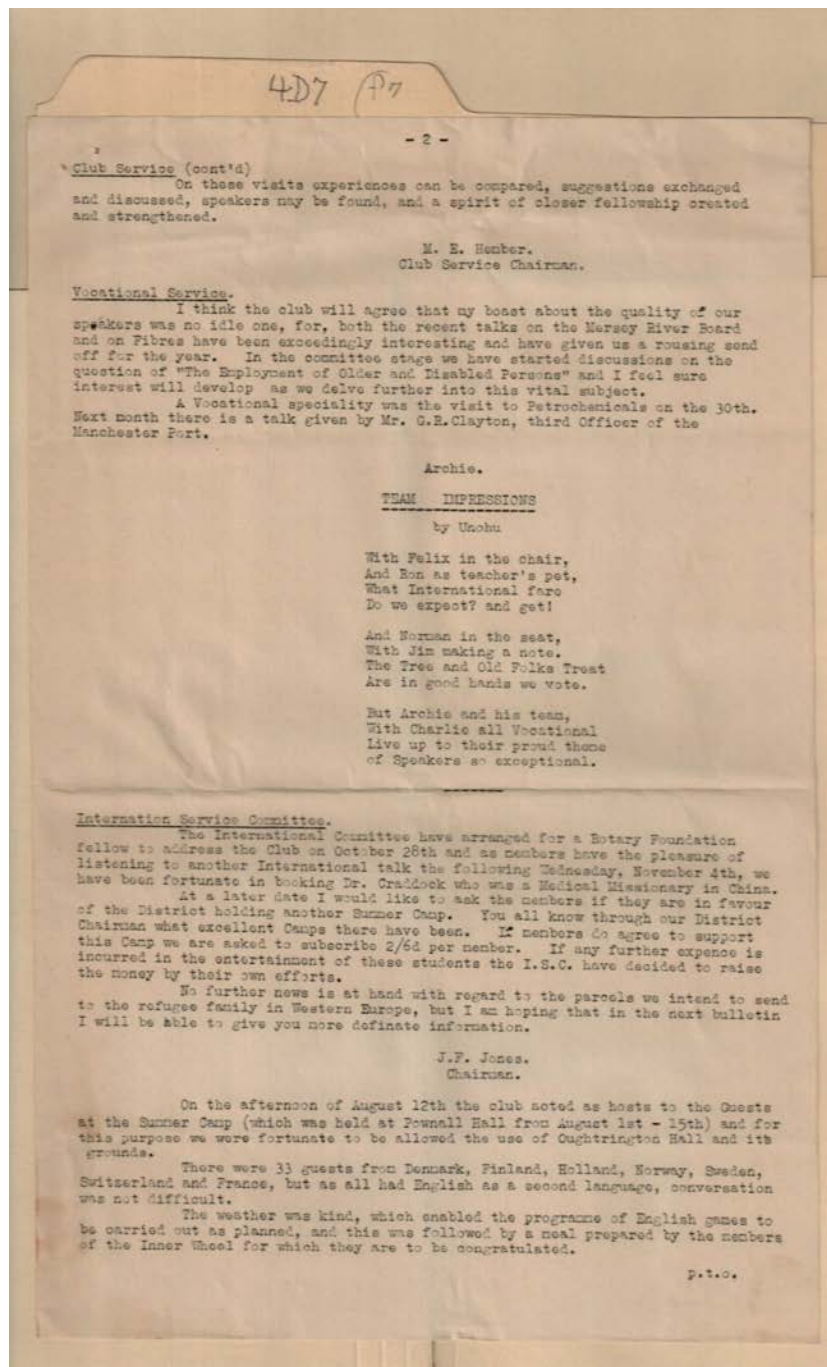 4D7 (P7
- 2 -
Club Service (cont'd)
On these visits experiences can be compared, suggestions exchanged
and discussed, speakers may be found, and a spirit of closer fellowship created
and strengthened.
M. E. Hember.
Club Service Chairman.
Vocational Service.
I think the club will agree that my boast about the quality of our
speakers was no idle one, for, both the recent talks on the Mersey River Board
and on Fibres have been exceedingly interesting and have given us a rousing send
off for the year. In the committee stage we have started discussions on the
question of "The Employment of Older and Disabled Persons" and I feel sure
interest will develop as we delve further into this vital subject.
A Vocational speciality was the visit to Petrochemicals on the 30th.
Next month there is a talk given by Mr. G.R.Clayton, third Officer of the
Manchester Port.
Archie.
TEAM IMPRESSIONS
by Unohu
With Felix in the chair,
And Ron as teacher's pet,
What International fare
Do we expect? and get!
And Norman in the seat,
With Jim making a note.
The Tree and Old Folks Treat
Are in good hands we vote.
But Archie and his team,
With Charlie all Vocational
Live up to their proud theme
of Speakers so exceptional.
Internation Service Committee.
The International Committee have arranged for a Rotary Foundation
fellow to address the Club on October 28th and as members have the pleasure of
listening to another International talk the following Wednesday, November 4th, we
have been fortunate in booking Dr. Craddock who was a Medical Missionary in China.
At a later date I would like to ask the members if they are in favour
of the District holding another Summer Camp. You all know through our District
Chairman what excellent Camps there have been. If members do agree to support
this Camp we are asked to subscribe 2/6d per member. If any further expence is
incurred in the entertainment of these students the I.S.C. have decided to raise
the money by their own efforts.
No further news is at hand with regard to the parcels we intend to send
to the refugee family in Western Europe, but I am hoping that in the next bulletin
I will be able to give you more definate information.
J.F. Jones.
Chairman.
On the afternoon of August 12th the club acted as hosts to the Guests
at the Summer Camp (which was held at Pownall Hall from August 1st - 15th) and for
this purpose we were fortunate to be allowed the use of Oughtrington Hall and its
grounds.
There were 33 guests from Denmark, Finland, Holland, Norway, Sweden,
Switzerland and France, but as all had English as a second language, conversation
was not difficult.
The weather was kind, which enabled the programme of English games to
be carried out as planned, and this was followed by a meal prepared by the members
of the Inner Wheel for which they are to be congratulated.
p.t.o.